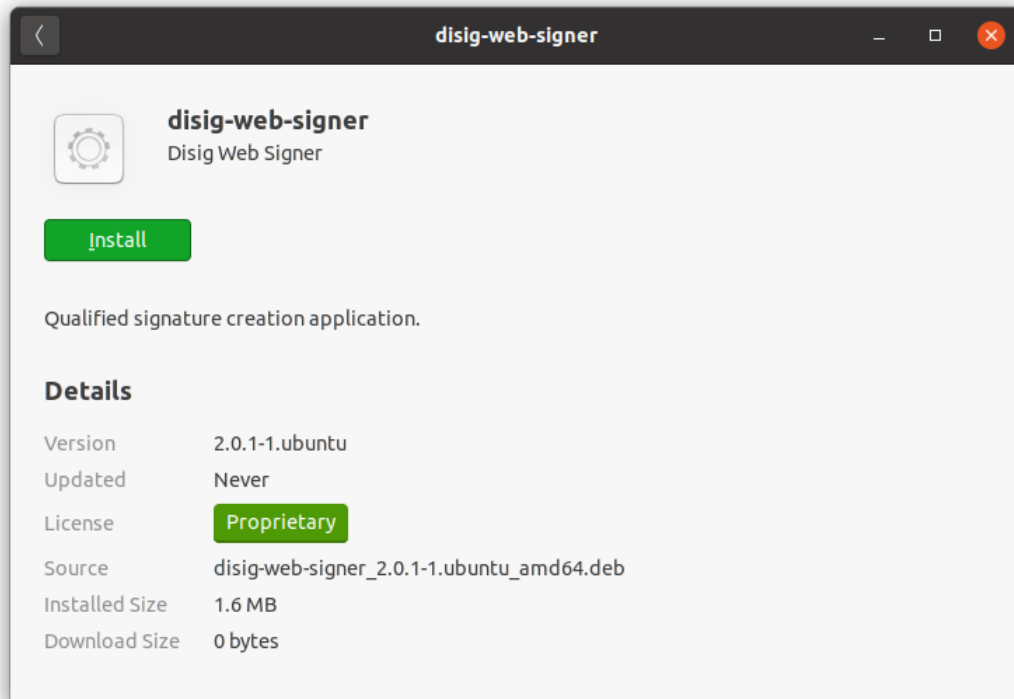 disig-web-signer
disig-web-signer
Disig Web Signer
Install
Qualified signature creation application.
Details
Version 2.0.1-1.ubuntu
Updated Never
License Proprietary
Source disig-web-signer_2.0.1-1.ubuntu_amd64.deb
Installed Size 1.6 MB
Download Size 0 bytes